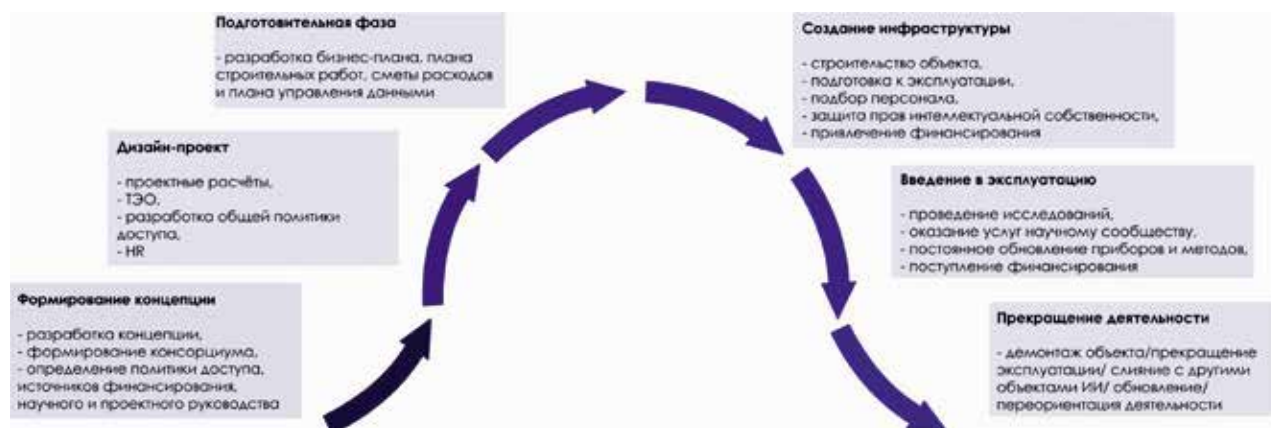 Подготовительная фаза
- разработка бизнес-плана, плана
строительных работ, сметы расходов
и плана управления данными
Создание инфраструктуры
- строительство объекта,
- подготовка к эксплуатации,
- подбор персонала,
- защита прав интеллектуальной собственности,
- привлечение финансирования
Дизайн-проект
- проектные расчёты,
- ТЭО,
- разработка общей политики
доступа,
- HR
Введение в эксплуатацию
- проведение исследований,
- оказание услуг научному сообществу,
- постоянное обновление приборов и методов,
- поступление финансирования
Формирование концепции
- разработка концепции,
- формирование консорциума,
- определение политики доступа,
источников финансирования,
научного и проектного руководства
Прекращение деятельности
- демонтаж объекта/прекращение
эксплуатации/ слияние с другими
объектами ИИ/ обновление/
переориентация деятельности